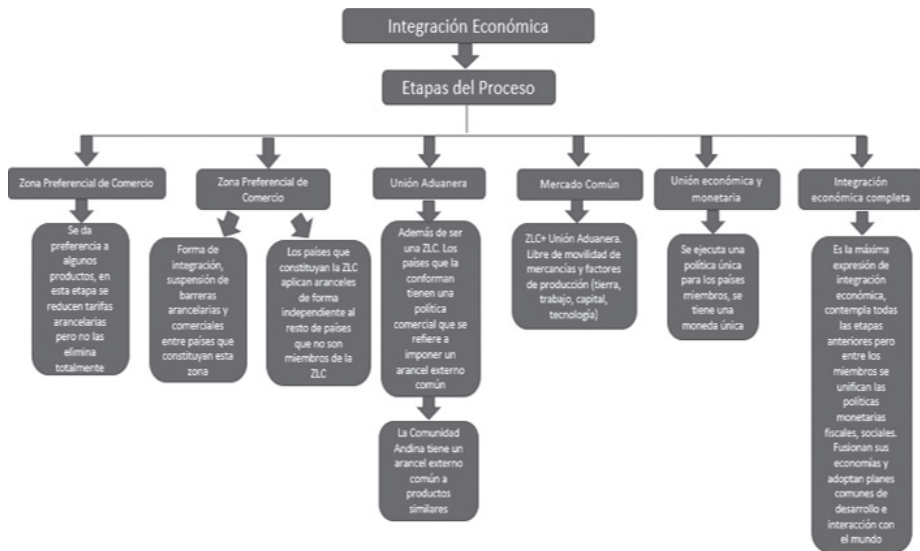 Integración Económica
Etapas del Proceso
Zona Preferencial de Comercio
Se da
preferencia a
algunos
productos, en
esta etapa se
reducen tarifas
arancelarias
pero no las
elimina
totalmente
Zona Preferencial de
Comercio
Forma de
integración,
suspensión de
barreras
arancelarias y
comerciales
entre países que
constituyan esta
zona
Los países que
constituyan la ZLC
aplican aranceles de
forma
independiente al
resto de países
que no son
miembros de la
ZLC
Unión Aduanera
Además de ser
una ZLC. Los
países que la
conforman
tienen una
política
comercial que se
refiere a
imponer un
arancel externo
común
La Comunidad
Andina tiene un
arancel externo
común a
productos
similares
Mercado Común
ZLC+ Unión Aduanera.
Libre de movilidad de
mercancías y factores
de producción (tierra,
trabajo, capital,
tecnología)
Unión económica y
monetaria
Se ejecuta una
política única
para los países
miembros, se
tiene una
moneda única
Integración
económica completa
Es la máxima
expresión de
integración
económica,
contempla todas
las etapas
anteriores pero
entre los
miembros se
unifican las
políticas
monetarias
fiscales, sociales.
Fusionan sus
economías y
adoptan planes
comunes de
desarrollo e
interacción con
el mundo